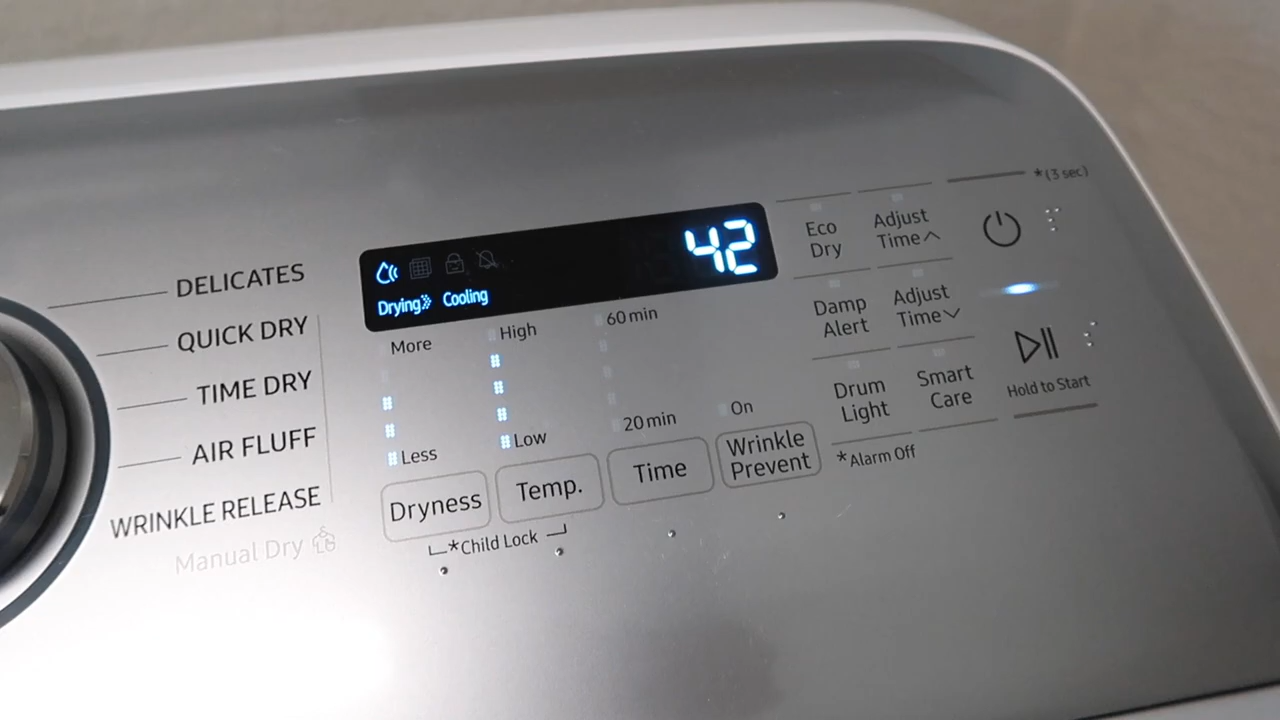 DELICATES
QUICK DRY
TIME DRY
AIR FLUFF
WRINKLE RELEASE
Manual Dry
42
Drying» Cooling
More
Less
Dryness
High
Low
Temp.
*Child Lock
60 min
20 min
Time
On
Wrinkle
Prevent
Eco
Dry
Adjust
Time
Damp
Alert
Adjust
Time
Drum
Light
Smart
Care
*Alarm Off
*(3 sec)
Hold to Start